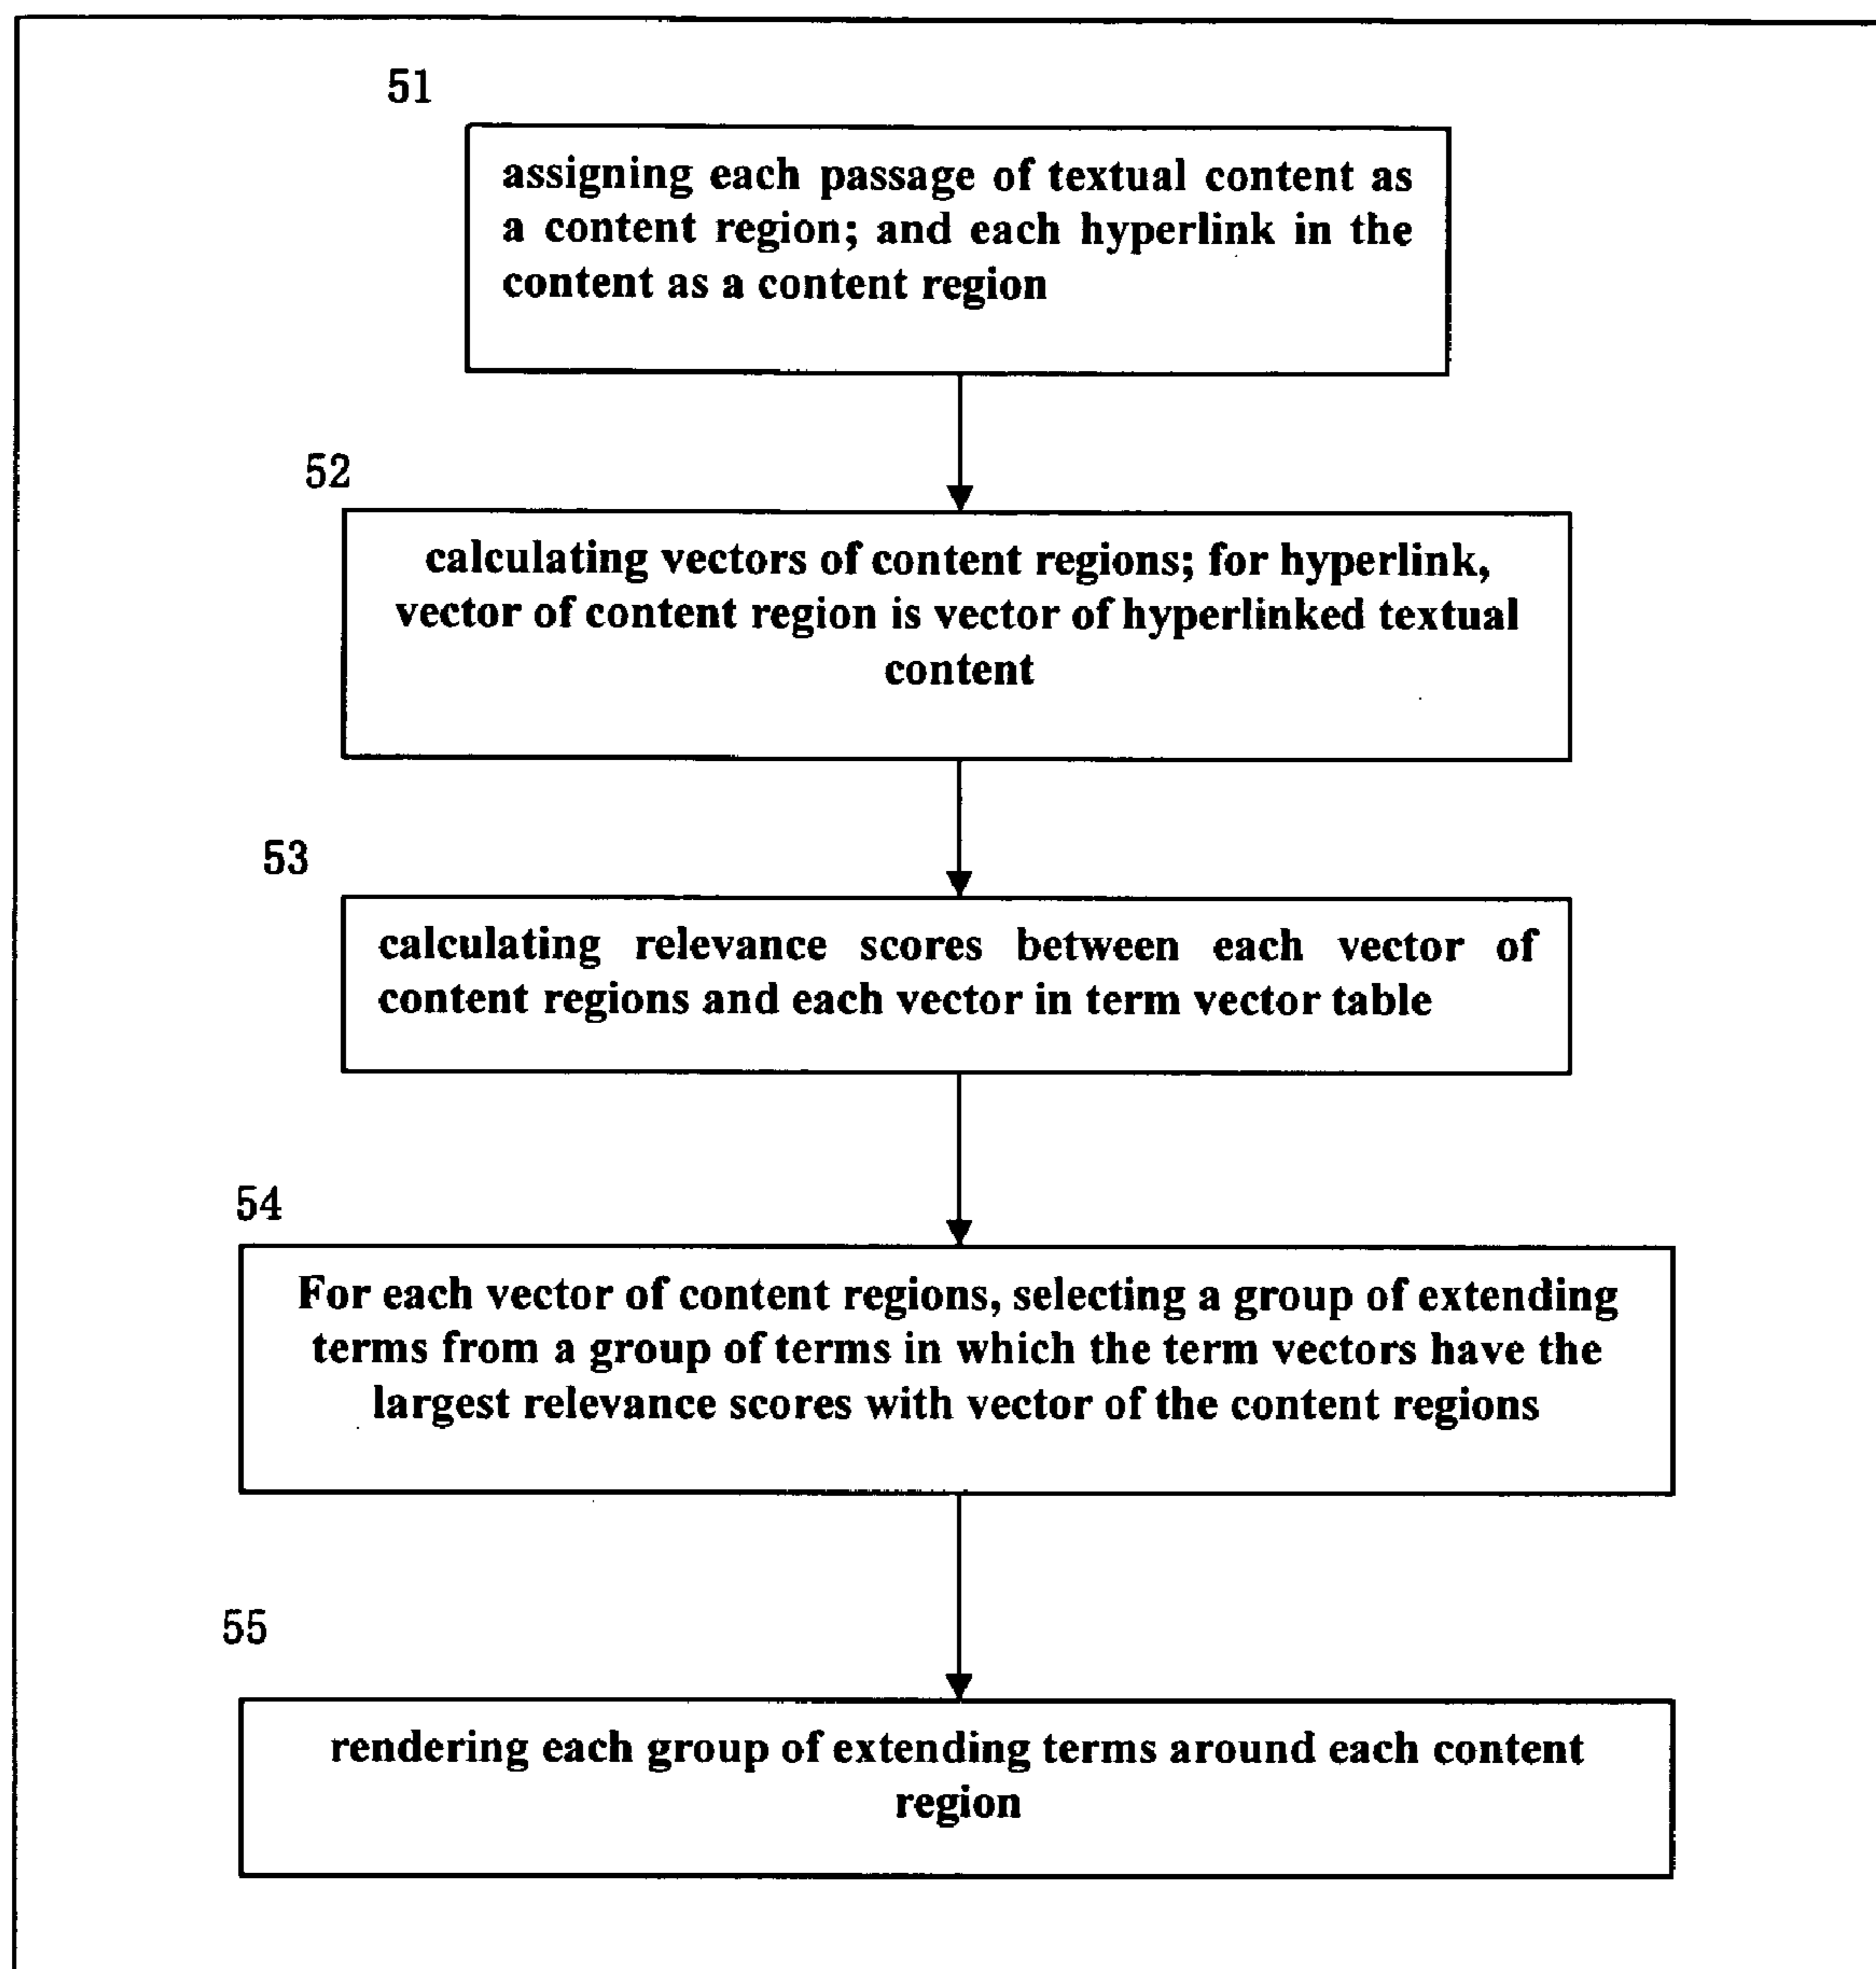 51
assigning each passage of textual content as
a content region; and each hyperlink in the
content as a content region
52
calculating vectors of content regions; for hyperlink,
vector of content region is vector of hyperlinked textual
content
53
calculating relevance scores between each vector of
content regions and each vector in term vector table
54
For each vector of content regions, selecting a group of extending
terms from a group of terms in which the term vectors have the
largest relevance scores with vector of the content regions
55
rendering each group of extending terms around each content
region